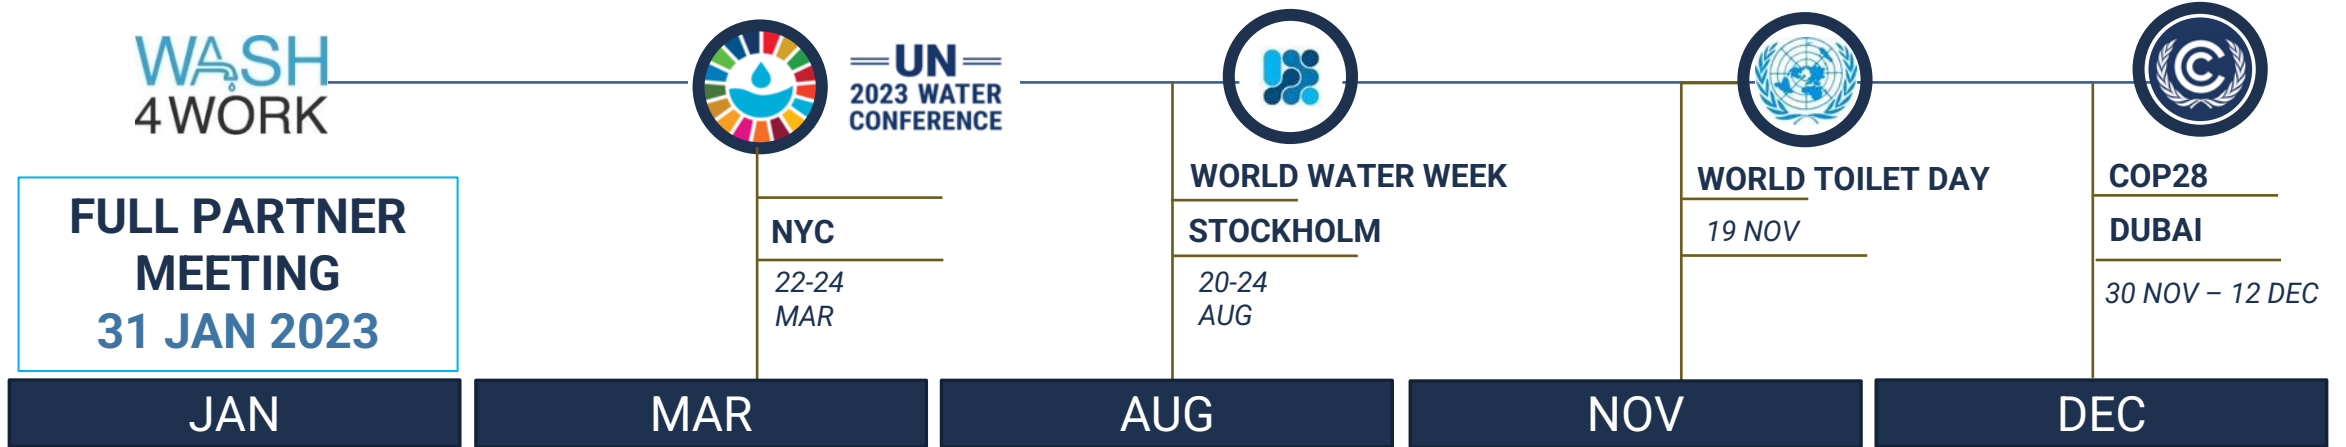 WASH
4WORK
FULL PARTNER
MEETING
31 JAN 2023
JAN
UN
2023 WATER
CONFERENCE
NYC
22-24
MAR
MAR
WORLD WATER WEEK
STOCKHOLM
20-24
AUG
AUG
WORLD TOILET DAY
19 NOV
NOV
COP28
DUBAI
30 NOV – 12 DEC
DEC